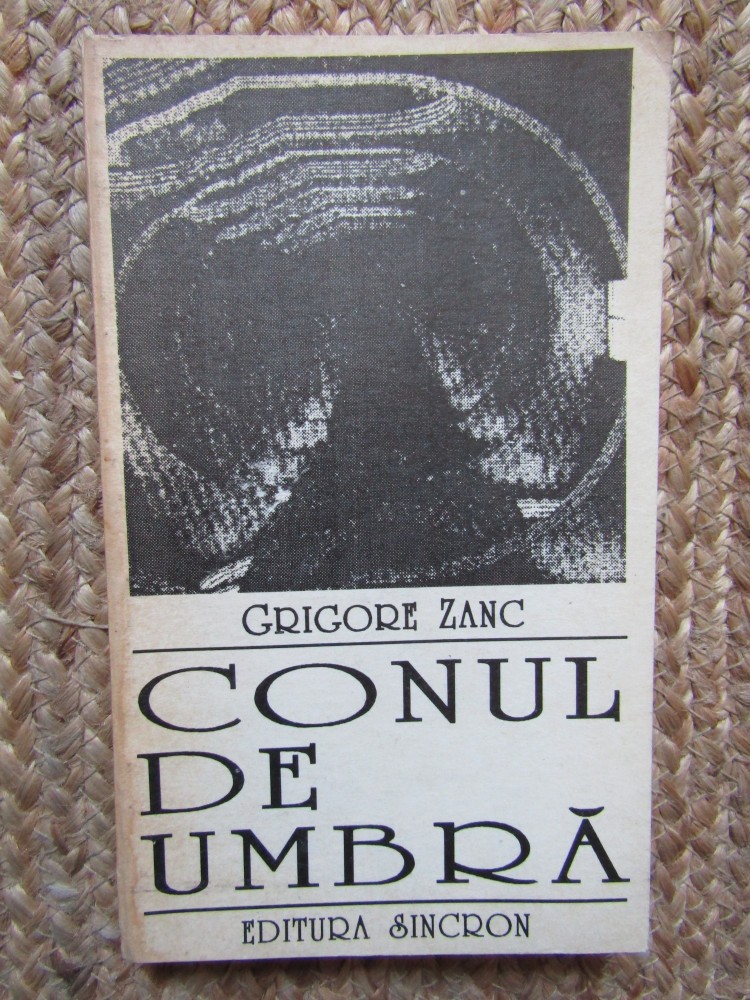 GRIGORE ZANC
CONUL
DE
UMBRĂ
EDITURA SINCRON